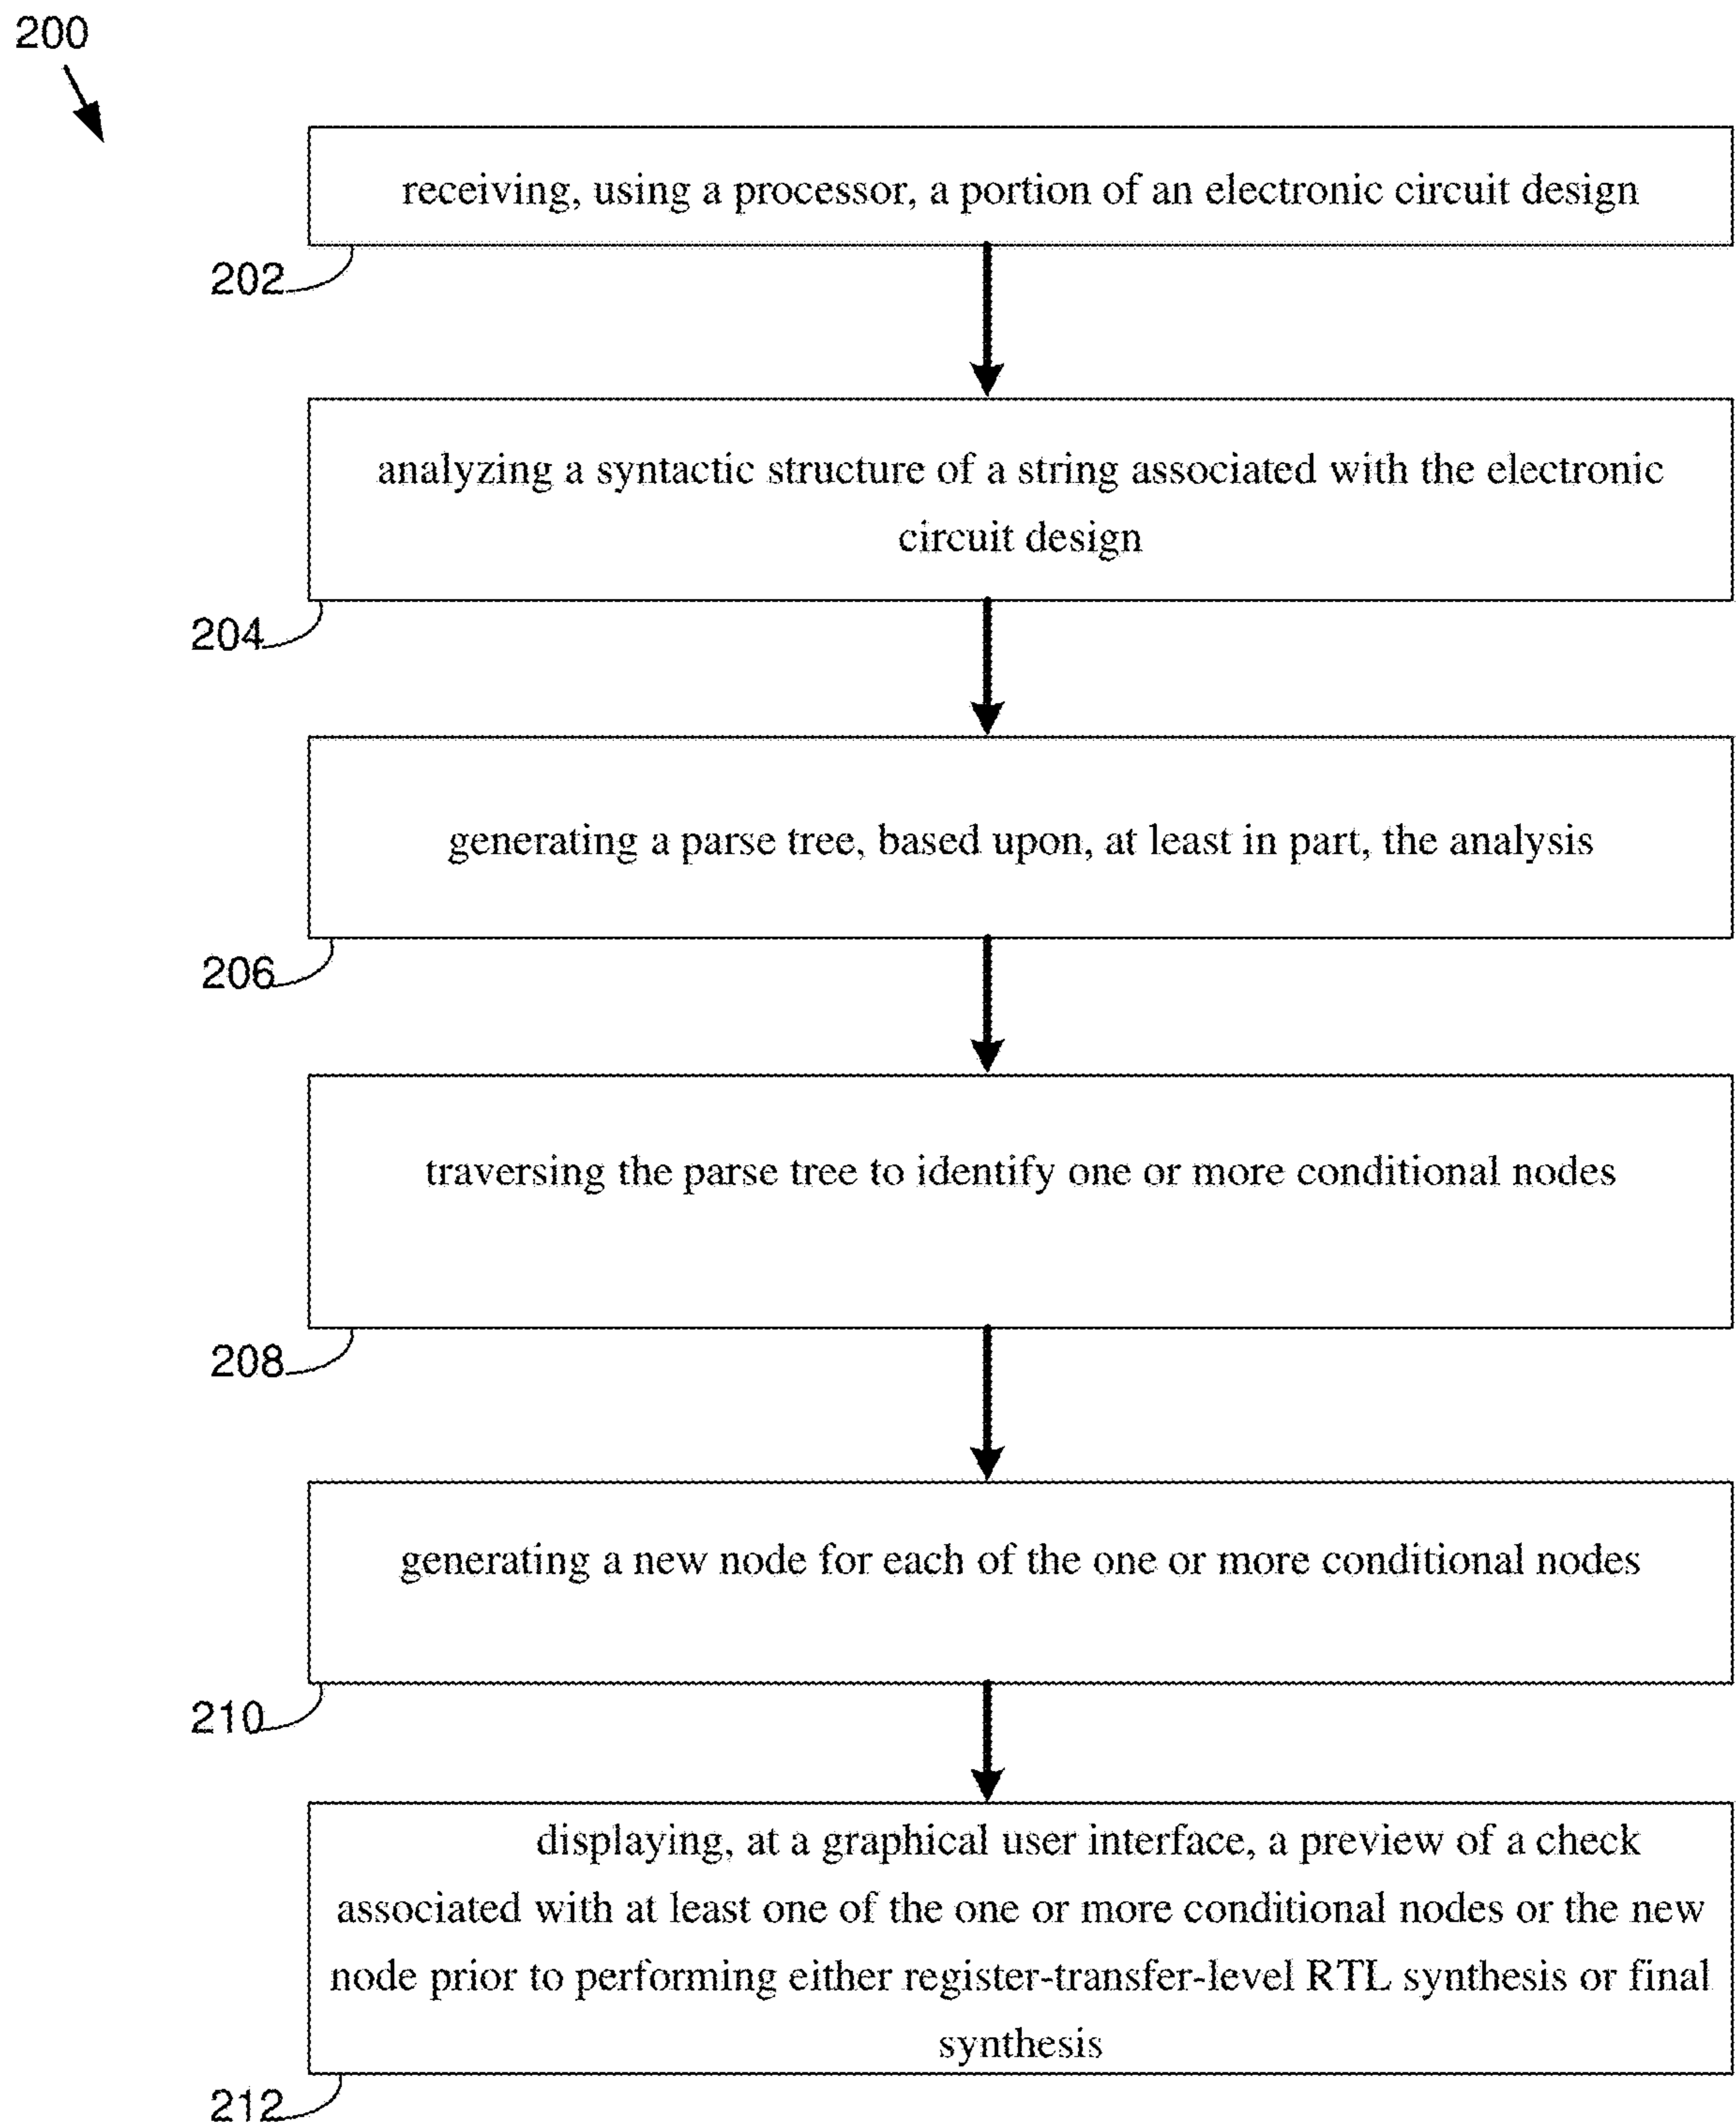 200
receiving, using a processor, a portion of an electronic circuit design
202
analyzing a syntactic structure of a string associated with the electronic
circuit design
204
generating a parse tree, based upon, at least in part, the analysis
206
traversing the parse tree to identify one or more conditional nodes
208
generating a new node for each of the one or more conditional nodes
210
displaying, at a graphical user interface, a preview of a check
associated with at least one of the one or more conditional nodes or the new
node prior to performing either register-transfer-level RTL synthesis or final
synthesis
212